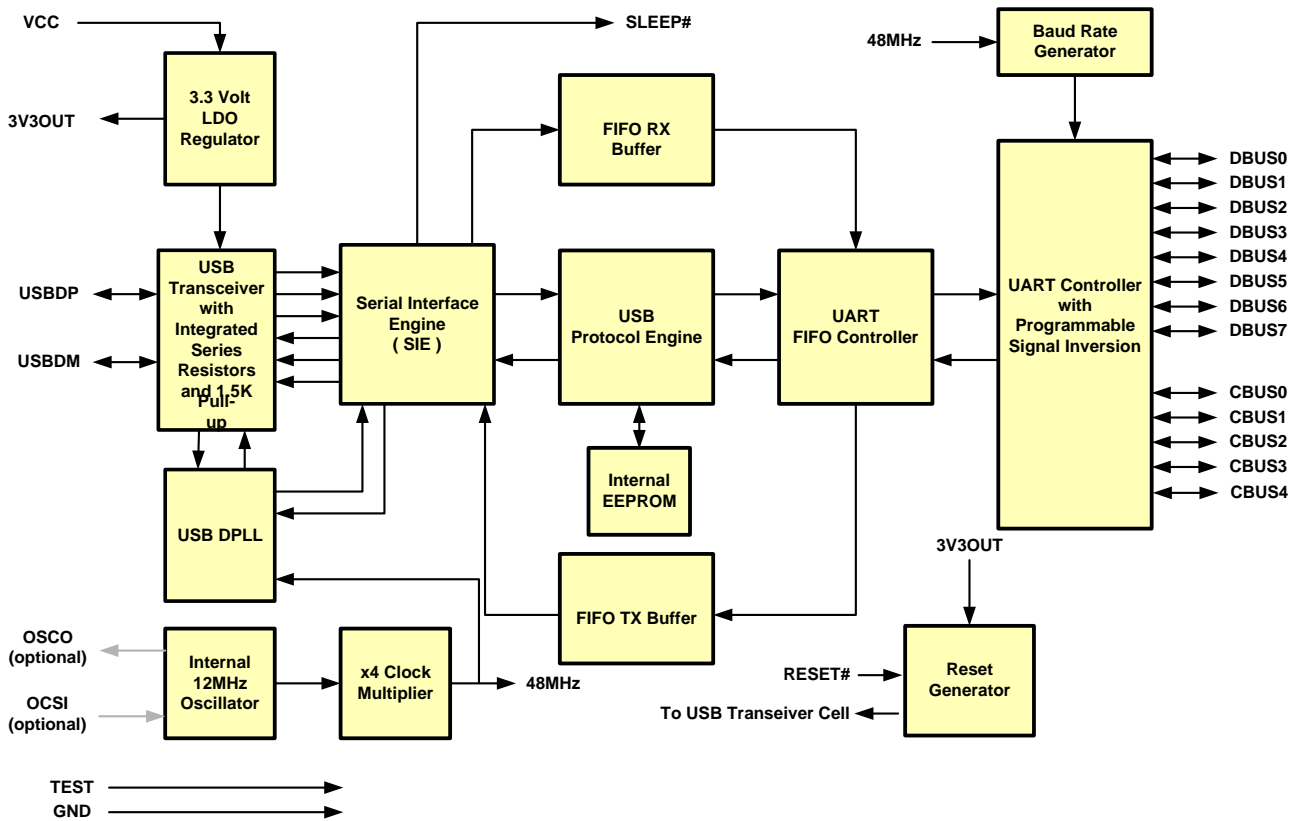 VCC
SLEEP#
48MHz
Baud Rate
Generator
3.3 Volt
LDO
Regulator
3V3OUT
FIFO RX
Buffer
DBUS0
DBUS1
DBUS2
DBUS3
DBUS4
DBUS5
DBUS6
DBUS7
USB
Transceiver
with
Integrated
Series
Resistors
and 1.5K
Pull-
up
USBDP
USBDM
Serial Interface
Engine
( SIE )
USB
Protocol Engine
UART
FIFO Controller
UART Controller
with
Programmable
Signal Inversion
CBUS0
CBUS1
CBUS2
CBUS3
CBUS4
Internal
EEPROM
USB DPLL
3V3OUT
FIFO TX Buffer
OSCO
(optional)
OCSI
(optional)
Internal
12MHz
Oscillator
x4 Clock
Multiplier
48MHz
RESET#
Reset
Generator
To USB Transeiver Cell
TEST
GND